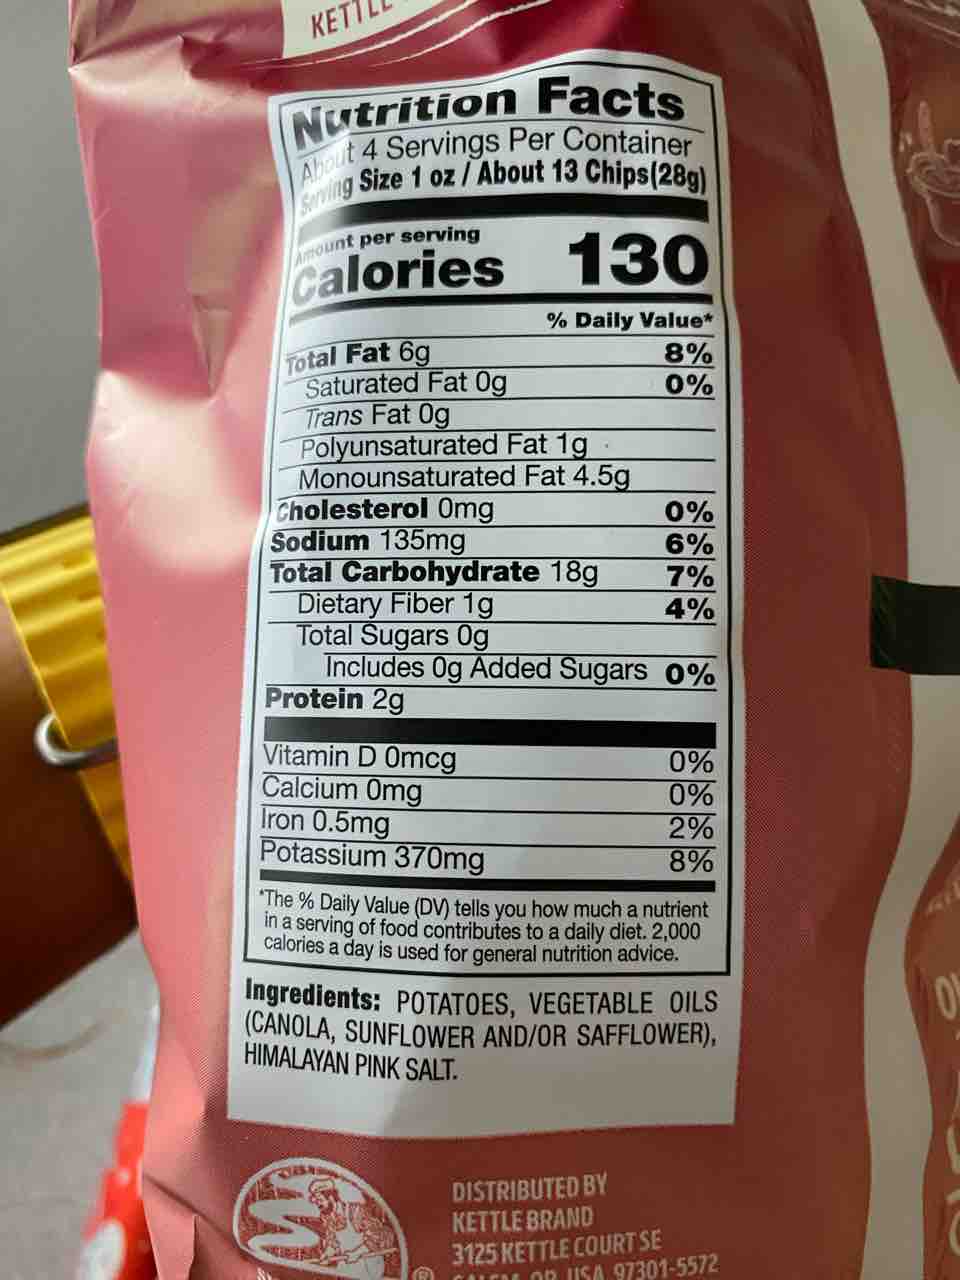 KETTLE
Nutrition Facts
About 4 Servings Per Container
Serving Size 1 oz / About 13 Chips(28g)
Amount per serving
Calories 130
% Daily Value*
Total Fat 6g 8%
Saturated Fat 0g 0%
Trans Fat 0g
Polyunsaturated Fat 1g
Monounsaturated Fat 4.5g
Cholesterol 0mg 0%
Sodium 135mg 6%
Total Carbohydrate 18g 7%
Dietary Fiber 1g 4%
Total Sugars 0g
Includes 0g Added Sugars 0%
Protein 2g
Vitamin D 0mcg 0%
Calcium 0mg 0%
Iron 0.5mg 2%
Potassium 370mg 8%
*The % Daily Value (DV) tells you how much a nutrient
in a serving of food contributes to a daily diet. 2,000
calories a day is used for general nutrition advice.
Ingredients: POTATOES, VEGETABLE OILS
(CANOLA, SUNFLOWER AND/OR SAFFLOWER),
HIMALAYAN PINK SALT.
DISTRIBUTED BY
KETTLE BRAND
3125 KETTLE COURT SE
SALEM, OR USA 97301-5572